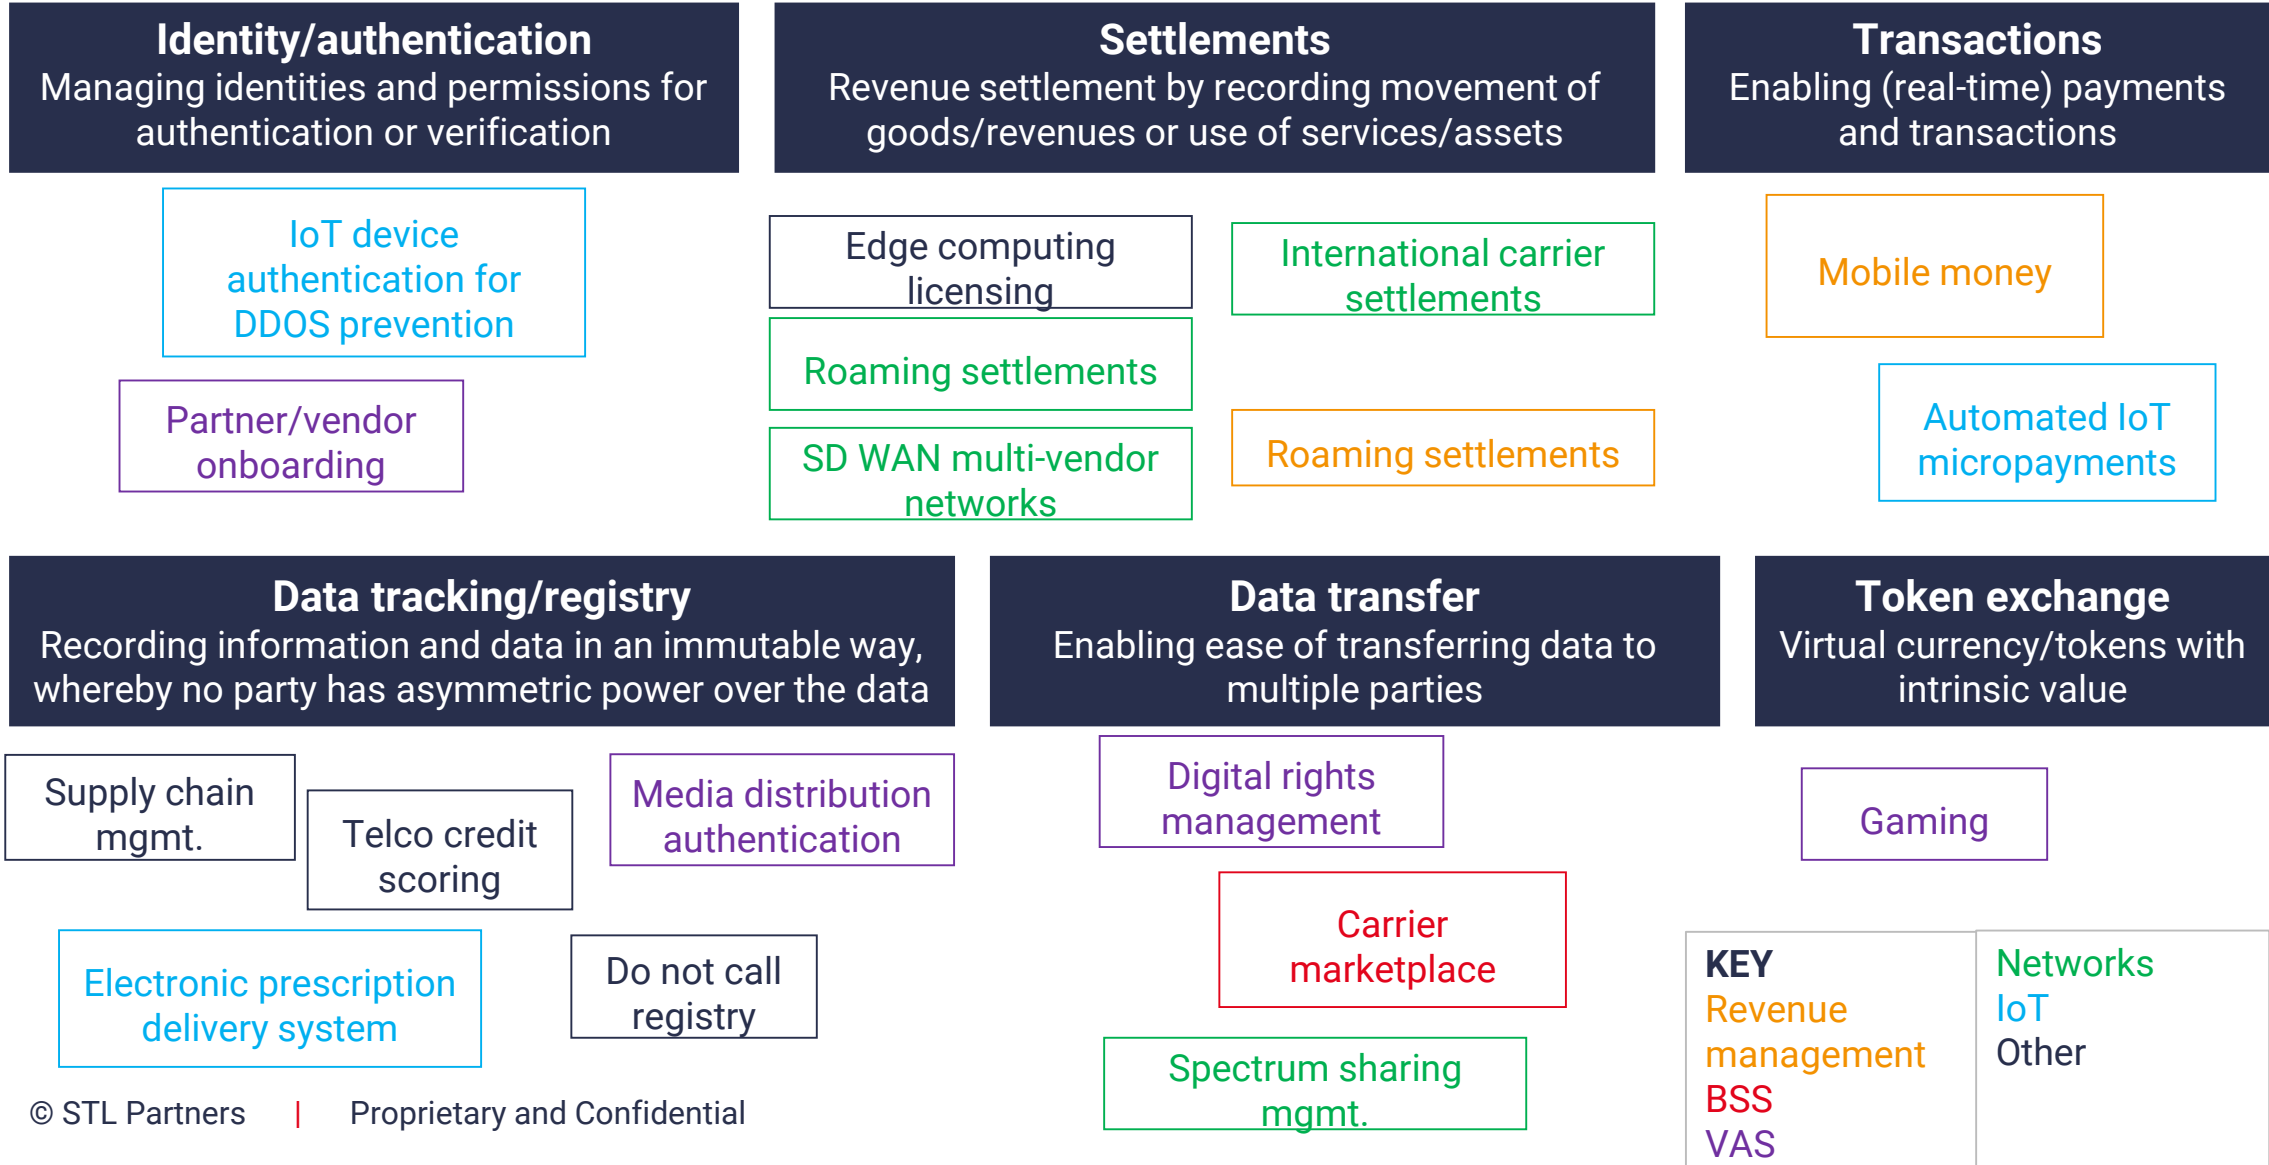 Identity/authentication
Managing identities and permissions for
authentication or verification
Settlements
Revenue settlement by recording movement of
goods/revenues or use of services/assets
Transactions
Enabling (real-time) payments
and transactions
IoT device
authentication for
DDOS prevention
Partner/vendor
onboarding
Edge computing
licensing
International carrier
settlements
Roaming settlements
Roaming settlements
SD WAN multi-vendor
networks
Mobile money
Automated IoT
micropayments
Data tracking/registry
Recording information and data in an immutable way,
whereby no party has asymmetric power over the data
Data transfer
Enabling ease of transferring data to
multiple parties
Token exchange
Virtual currency/tokens with
intrinsic value
Supply chain
mgmt.
Telco credit
scoring
Media distribution
authentication
Electronic prescription
delivery system
Do not call
registry
Digital rights
management
Carrier
marketplace
Spectrum sharing
mgmt.
Gaming
KEY
Revenue
management
BSS
VAS
Networks
IoT
Other
© STL Partners | Proprietary and Confidential